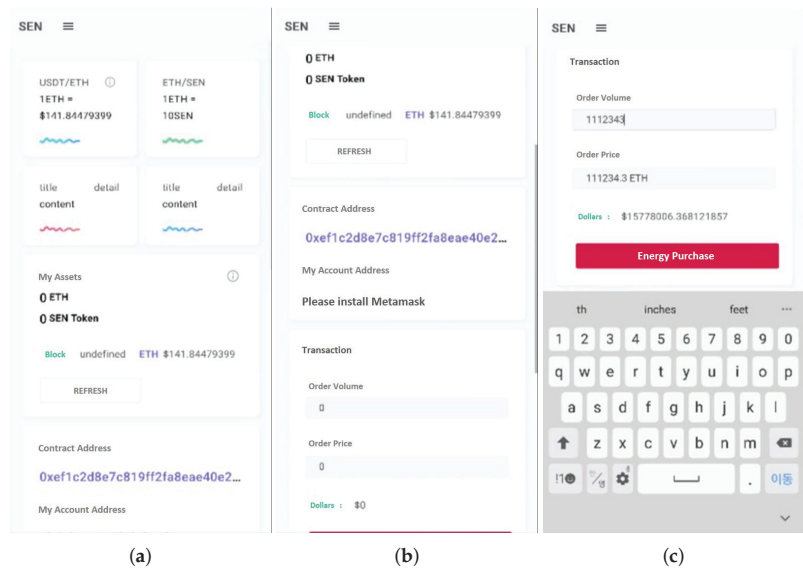 SEN
USDT/ETH
1ETH =
$141.84479399
ETH/SEN
1ETH =
10SEN
title detail
content
title detail
content
My Assets
0 ETH
0 SEN Token
Block undefined ETH $141.84479399
REFRESH
Contract Address
0xef1c2d8e7c819ff2fa8eae40e2...
My Account Address
(a)
SEN
0 ETH
0 SEN Token
Block undefined ETH $141.84479399
REFRESH
Contract Address
0xef1c2d8e7c819ff2fa8eae40e2...
My Account Address
Please install Metamask
Transaction
Order Volume
0
Order Price
0
Dollars : $0
(b)
SEN
Transaction
Order Volume
1112343
Order Price
111234.3 ETH
Dollars : $15778006.368121857
Energy Purchase
th inches feet ...
1 2 3 4 5 6 7 8 9 0
q w e r t y u i o p
a s d f g h j k l
z x c v b n m
!1☻ . 이동
(c)